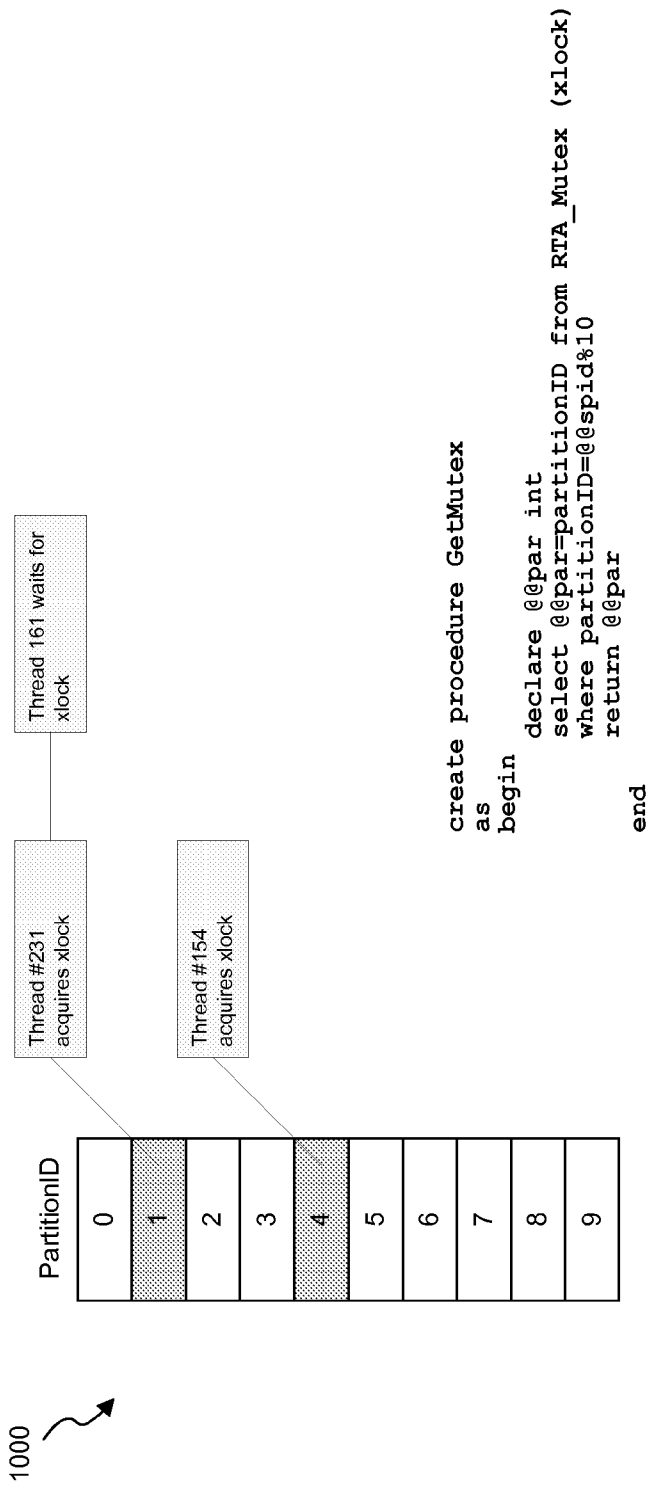 1000
PartitionID
0
1
2
3
4
5
6
7
8
9
Thread #231
acquires xlock
Thread 161 waits for
xlock
Thread #154
acquires xlock
create procedure GetMutex
as
begin
declare @@par int
select @@par=partitionID from RTA_Mutex (xlock)
where partitionID=@@spid%10
return @@par
end